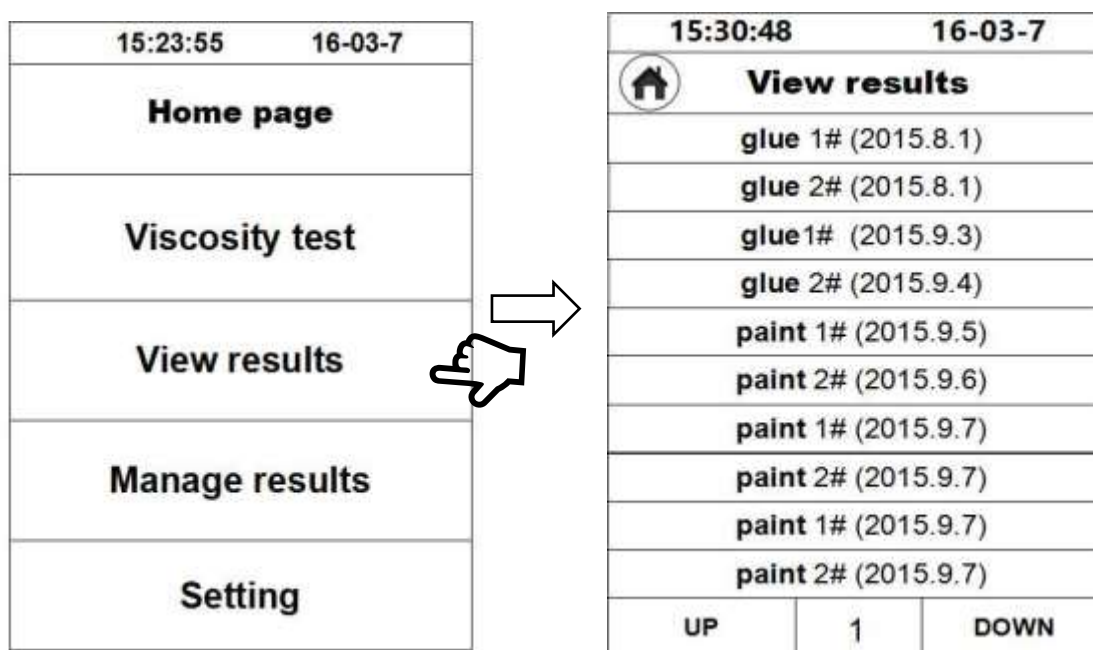 15:23:55 16-03-7
Home page
Viscosity test
View results
Manage results
Setting
15:30:48 16-03-7
View results
glue 1# (2015.8.1)
glue 2# (2015.8.1)
glue1# (2015.9.3)
glue 2# (2015.9.4)
paint 1# (2015.9.5)
paint 2# (2015.9.6)
paint 1# (2015.9.7)
paint 2# (2015.9.7)
paint 1# (2015.9.7)
paint 2# (2015.9.7)
UP 1 DOWN